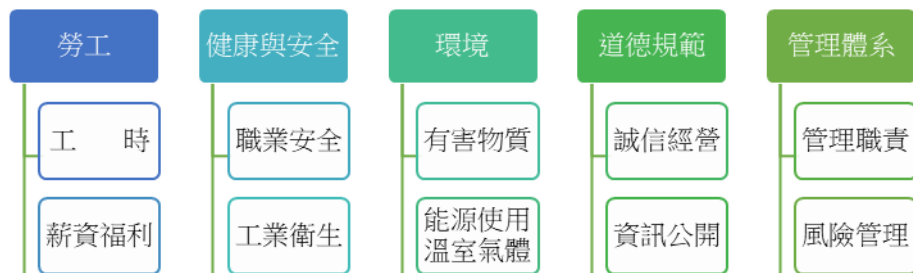 勞工
健康與安全
環境
道德規範
管理體系
工 時
職業安全
有害物質
誠信經營
管理職責
薪資福利
工業衛生
能源使用
溫室氣體
資訊公開
風險管理